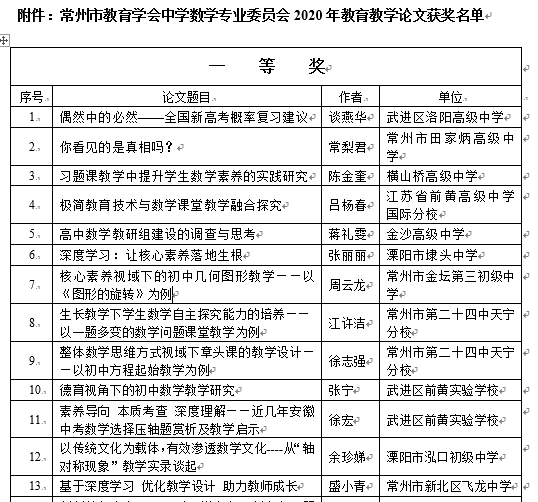 附件：常州市教育学会中学数学专业委员会 2020 年教育教学论文获奖名单
一 等 奖
序号 论文题目 作者 单位
1. 偶然中的必然——全国新高考概率复习建议 谈燕华 武进区洛阳高级中学
2. 你看见的是真相吗？ 常梨君 常州市田家炳高级中
学
3. 习题课教学中提升学生数学素养的实践研究 陈金奎 横山桥高级中学
4. 极简教育技术与数学课堂教学融合探究 吕杨春 江苏省前黄高级中学
国际分校
5. 高中数学教研组建设的调查与思考 蒋礼雯 金沙高级中学
6. 深度学习：让核心素养落地生根 张丽丽 溧阳市埭头中学
7. 核心素养视域下的初中几何图形教学——以 周云龙 常州市金坛第三初级中
《图形的旋转》为例 学
8. 生长教学下学生数学自主探究能力的培养—— 江许洁 常州市第二十四中天宁
以一题多变的数学问题课堂教学为例 分校
9. 整体数学思维方式视域下章头课的教学设计— 徐志强 常州市第二十四中天宁
—以初中方程起始教学为例 分校
10. 德育视角下的初中数学教学研究 张宁 武进区前黄实验学校
11. 素养导向 本质考查 深度理解——近几年安徽 徐宏 武进区前黄实验学校
中考数学选择压轴题赏析及教学启示
12. 以传统文化为载体,有效渗透数学文化----从“轴 余珍娣 溧阳市泓口初级中学
对称现象”教学实录谈起
13. 基于深度学习 优化教学设计 助力教师成长 盛小青 常州市新北区飞龙中学